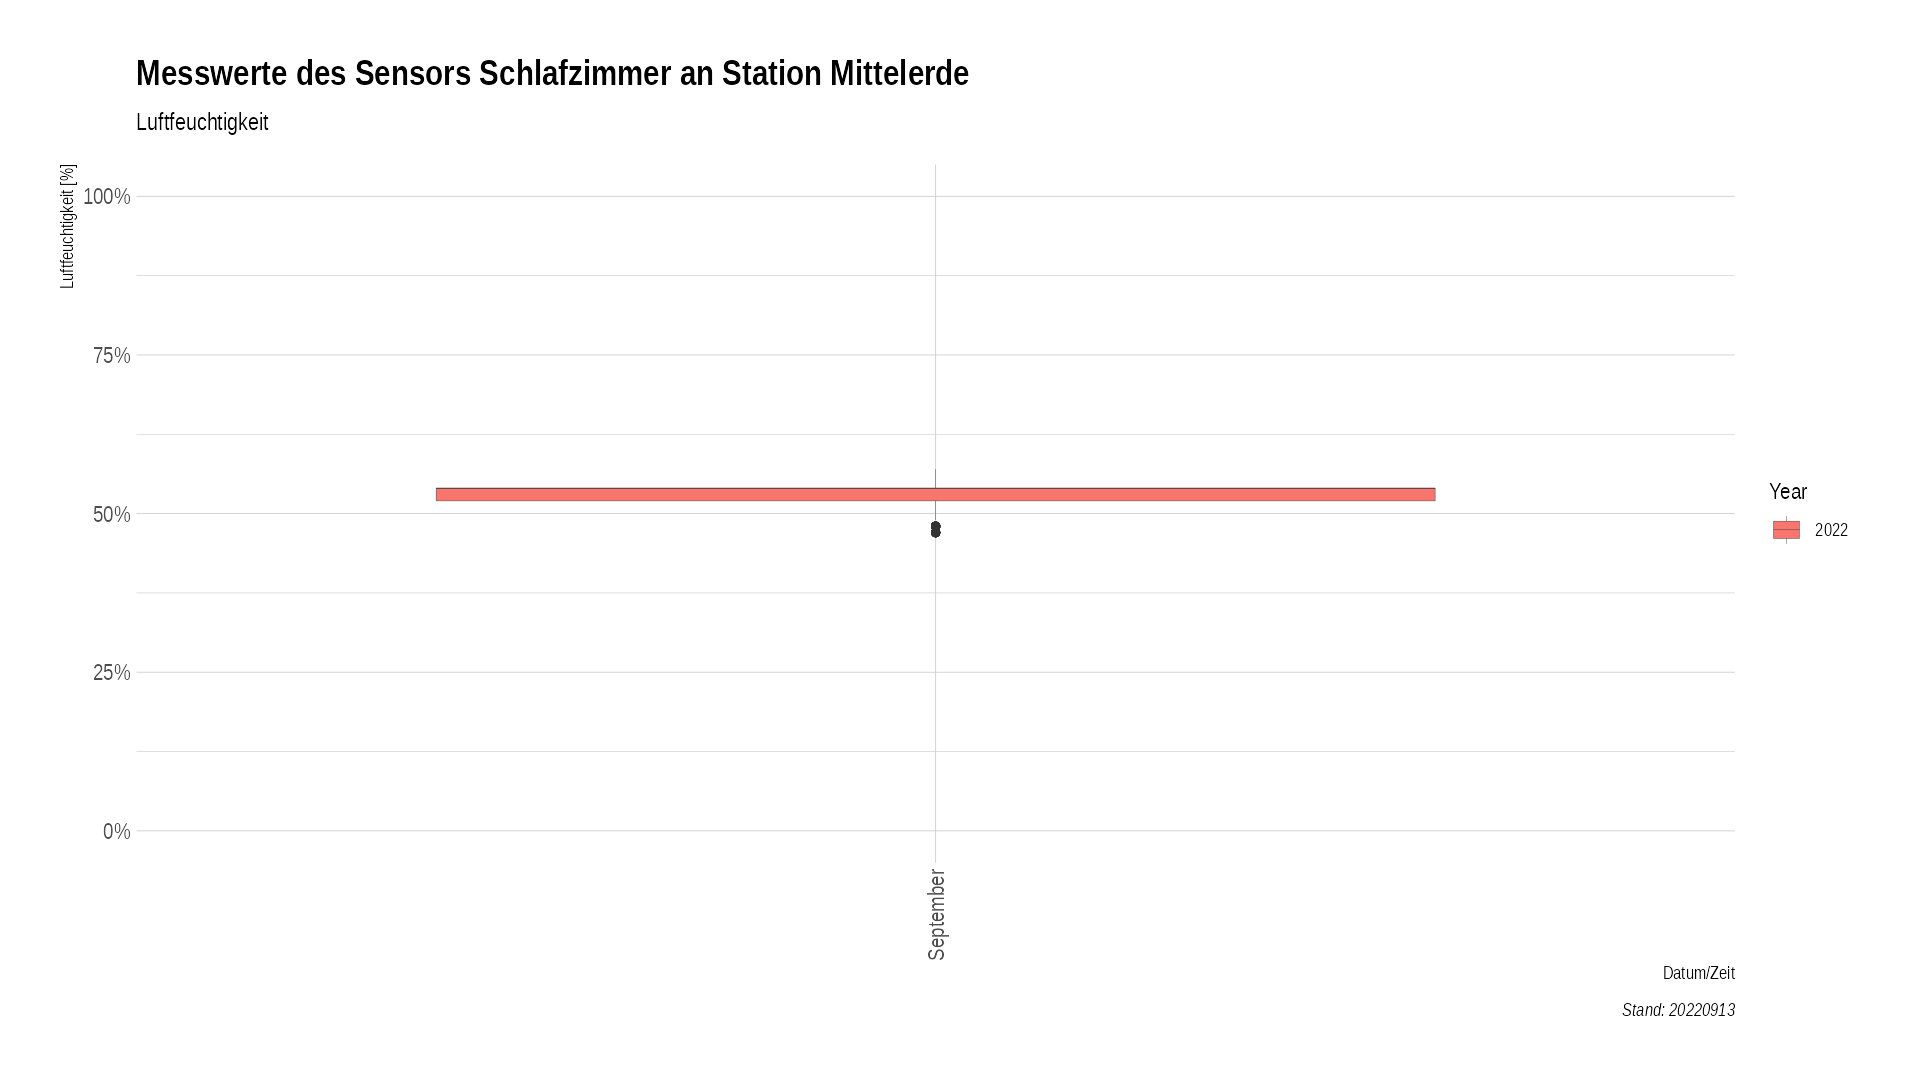 Messwerte des Sensors Schlafzimmer an Station Mittelerde
Luftfeuchtigkeit
Luftfeuchtigkeit [%]
100%
75%
50%
25%
0%
September
Datum/Zeit
Stand: 20220913
Year
2022